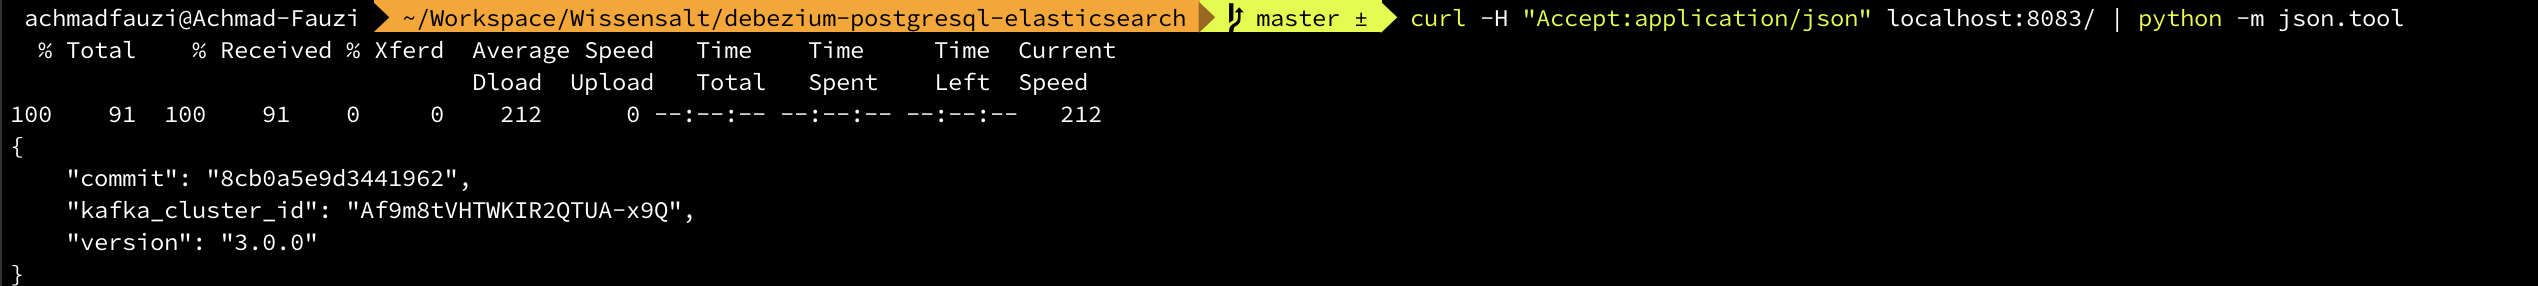 achmadfauzi@Achmad-Fauzi ~/Workspace/Wissensalt/debezium-postgresql-elasticsearch master ± curl -H "Accept:application/json" localhost:8083/ | python -m json.tool
% Total % Received % Xferd Average Speed Time Time Time Current
Dload Upload Total Spent Left Speed
100 91 100 91 0 0 212 0 --:--:-- --:--:-- --:--:-- 212
{
"commit": "8cb0a5e9d3441962",
"kafka_cluster_id": "Af9m8tVHTWKIR2QTUA-x9Q",
"version": "3.0.0"
}